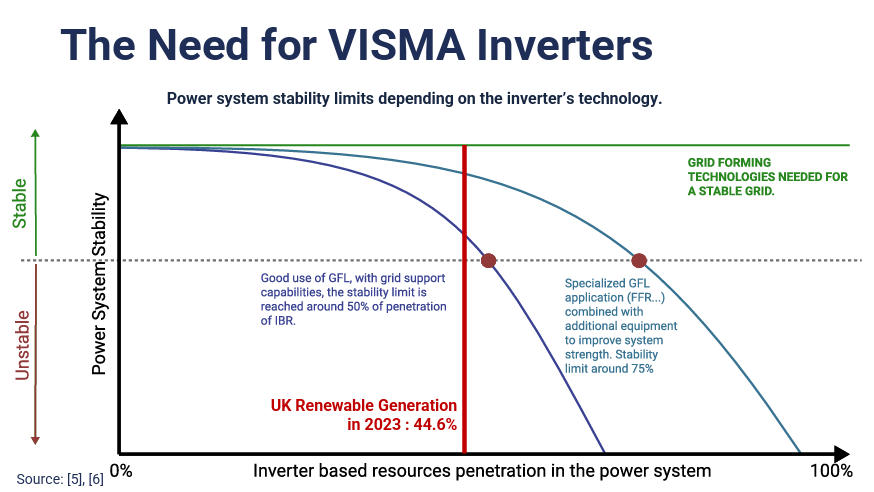 The Need for VISMA Inverters
Power system stability limits depending on the inverter's technology.
GRID FORMING
TECHNOLOGIES NEEDED FOR
A STABLE GRID.
Stable
Unstable
Power System Stability
Good use of GFL, with grid support
capabilities, the stability limit is
reached around 50% of penetration
of IBR.
Specialized GFL
application (FFR...)
combined with
additional equipment
to improve system
strength. Stability
limit around 75%
UK Renewable Generation
in 2023 : 44.6%
0%
Inverter based resources penetration in the power system
100%
Source: [5], [6]